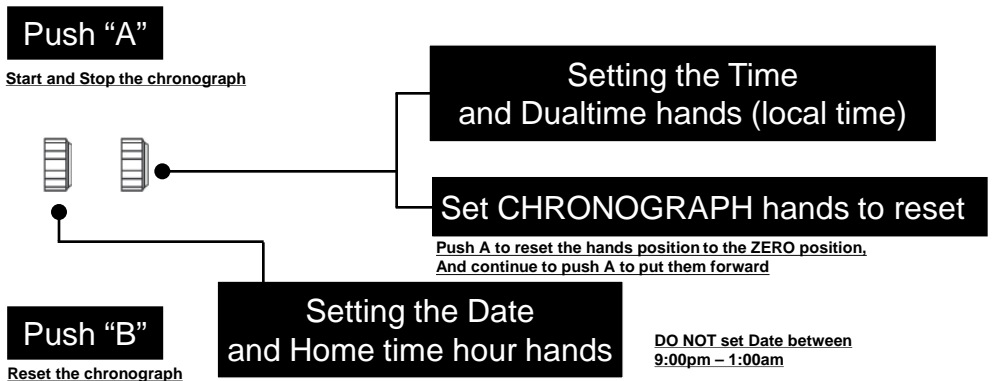 Push “A”
Start and Stop the chronograph
Setting the Time
and Dualtime hands (local time)
Set CHRONOGRAPH hands to reset
Push A to reset the hands position to the ZERO position,
And continue to push A to put them forward
Setting the Date
and Home time hour hands
DO NOT set Date between
9:00pm – 1:00am
Push “B”
Reset the chronograph